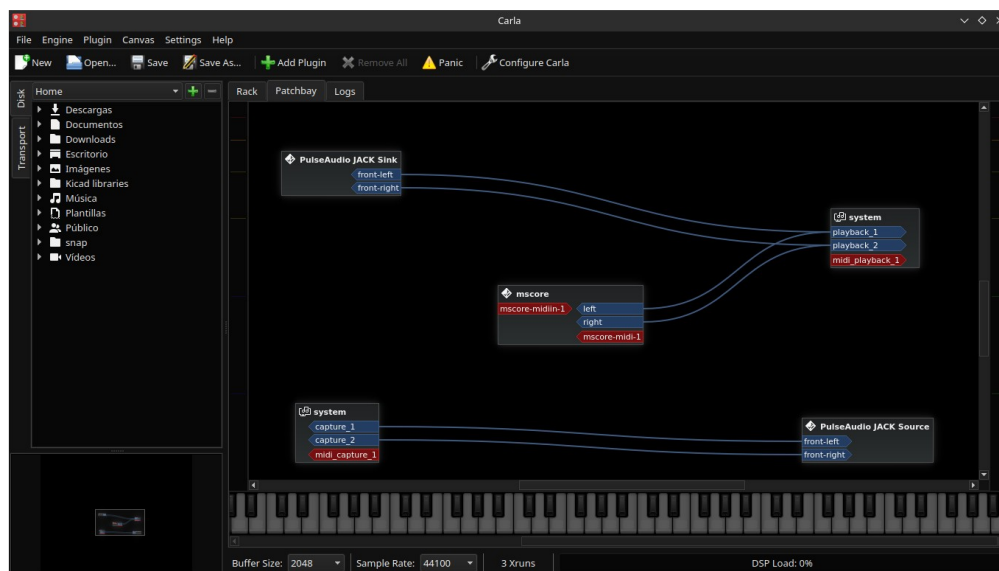 Carla
File Engine Plugin Canvas Settings Help
New Open... Save Save As... Add Plugin Remove All Panic Configure Carla
Disk
Transport
Home
Descargas
Documentos
Downloads
Escritorio
Imágenes
Kicad libraries
Música
Plantillas
Público
snap
Vídeos
Rack Patchbay Logs
PulseAudio JACK Sink
front-left
front-right
system
playback_1
playback_2
midi_playback_1
mscore
mscore-midiin-1 left
right
mscore-midi-1
system
capture_1
capture_2
midi_capture_1
PulseAudio JACK Source
front-left
front-right
Buffer Size: 2048 Sample Rate: 44100 3 Xruns DSP Load: 0%